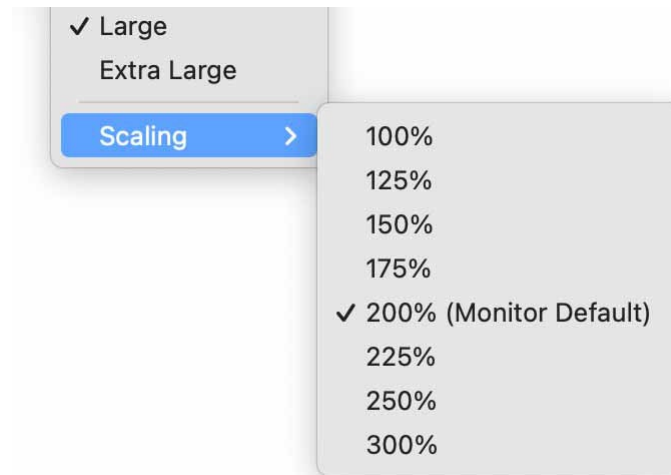 Large
Extra Large
Scaling
100%
125%
150%
175%
200% (Monitor Default)
225%
250%
300%